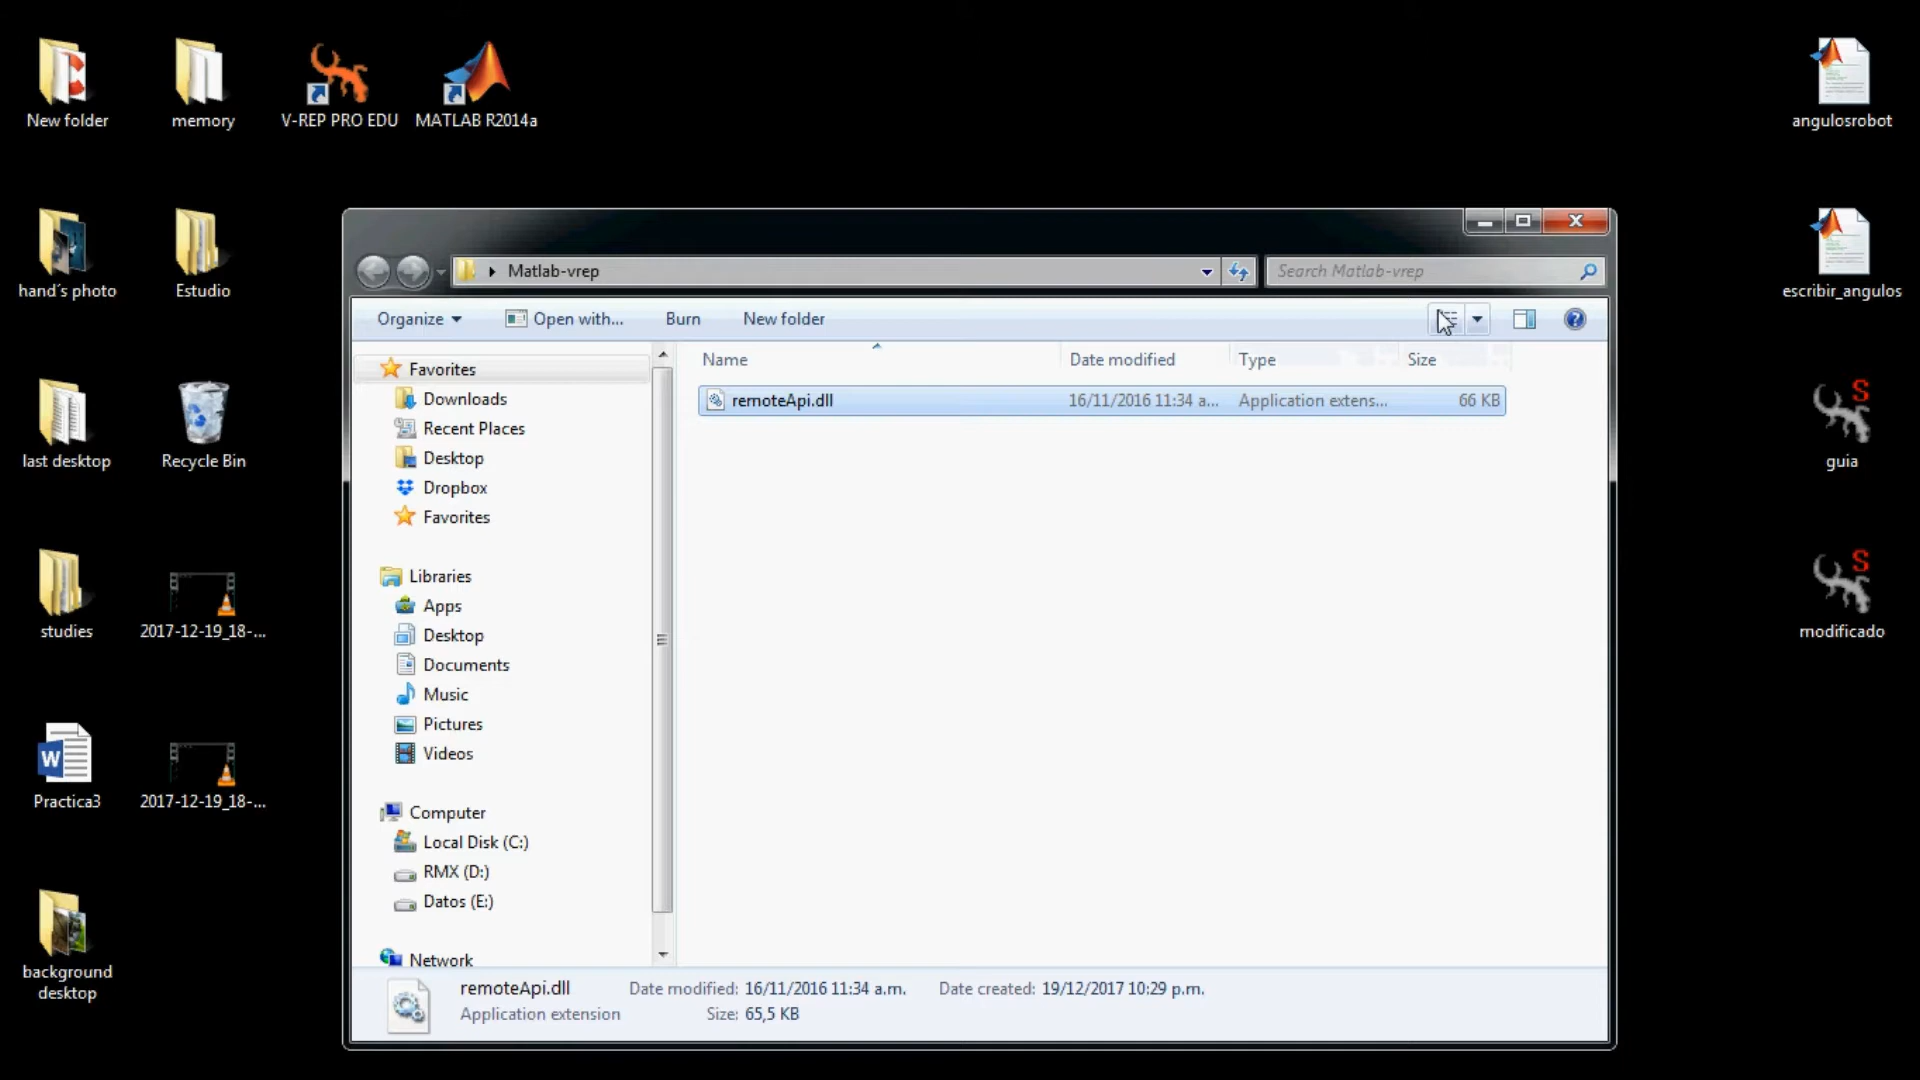 New folder
memory
V-REP PRO EDU
MATLAB R2014a
angulosrobot
hand´s photo
Estudio
escribir_angulos
last desktop
Recycle Bin
guia
studies
2017-12-19_18-...
modificado
Practica3
2017-12-19_18-...
background
desktop
Matlab-vrep
Search Matlab-vrep
Organize
Open with...
Burn
New folder
Favorites
Downloads
Recent Places
Desktop
Dropbox
Favorites
Libraries
Apps
Desktop
Documents
Music
Pictures
Videos
Computer
Local Disk (C:)
RMX (D:)
Datos (E:)
Network
Name Date modified Type Size
remoteApi.dll 16/11/2016 11:34 a... Application extens... 66 KB
remoteApi.dll Date modified: 16/11/2016 11:34 a.m. Date created: 19/12/2017 10:29 p.m.
Application extension Size: 65,5 KB